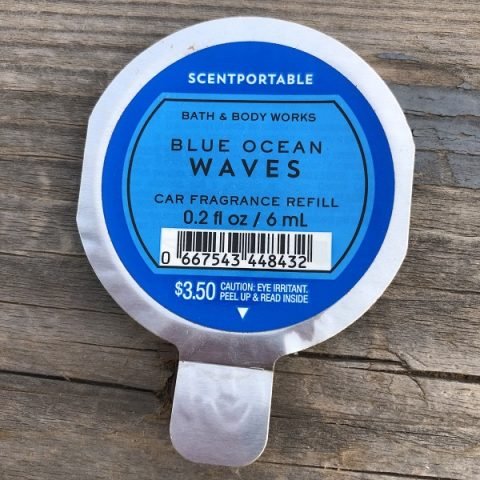 SCENTPORTABLE
BATH & BODY WORKS
BLUE OCEAN
WAVES
CAR FRAGRANCE REFILL
0.2 fl oz / 6 mL
0 667543 448432
$3.50 CAUTION: EYE IRRITANT.
PEEL UP & READ INSIDE